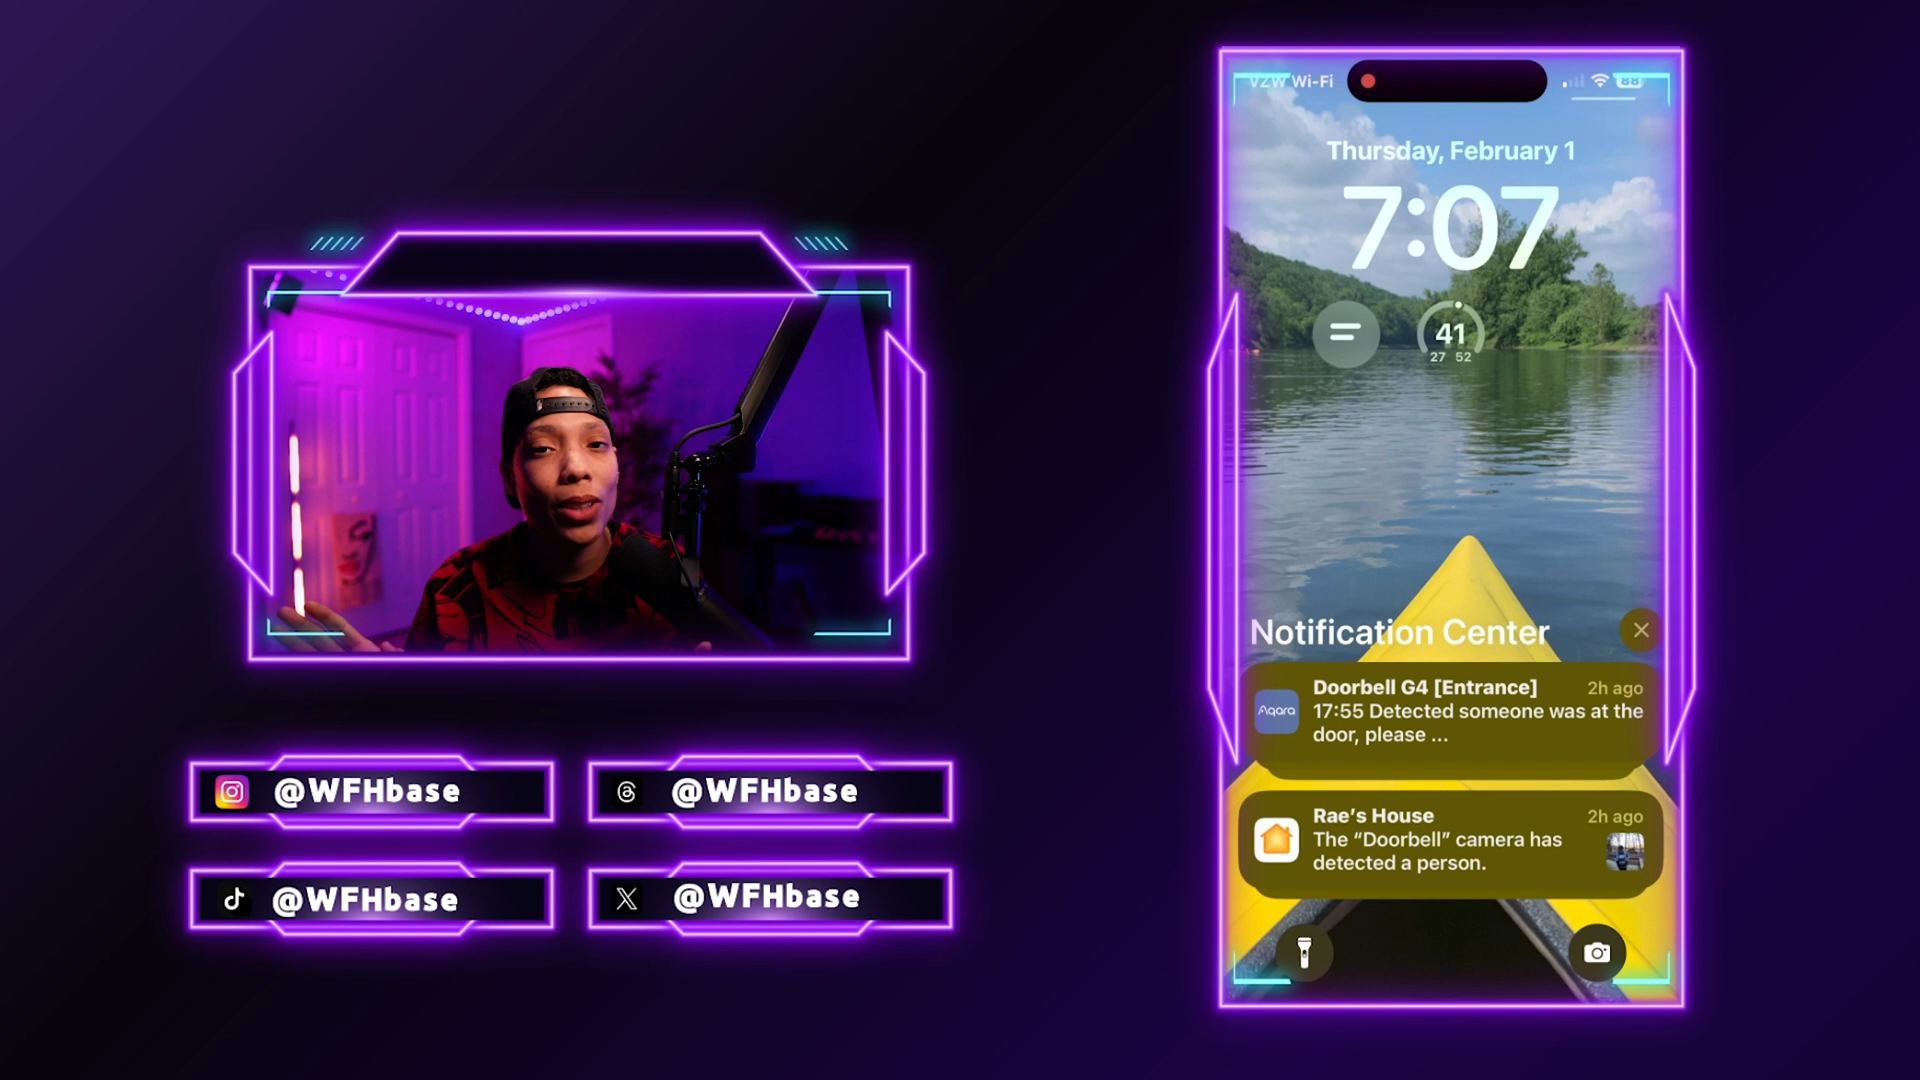 @WFHbase
@WFHbase
@WFHbase
@WFHbase
VZW Wi-Fi
88
Thursday, February 1
7:07
41
27 52
Notification Center
Doorbell G4 [Entrance]
2h ago
17:55 Detected someone was at the
door, please ...
Aqara
Rae's House
2h ago
The “Doorbell” camera has
detected a person.